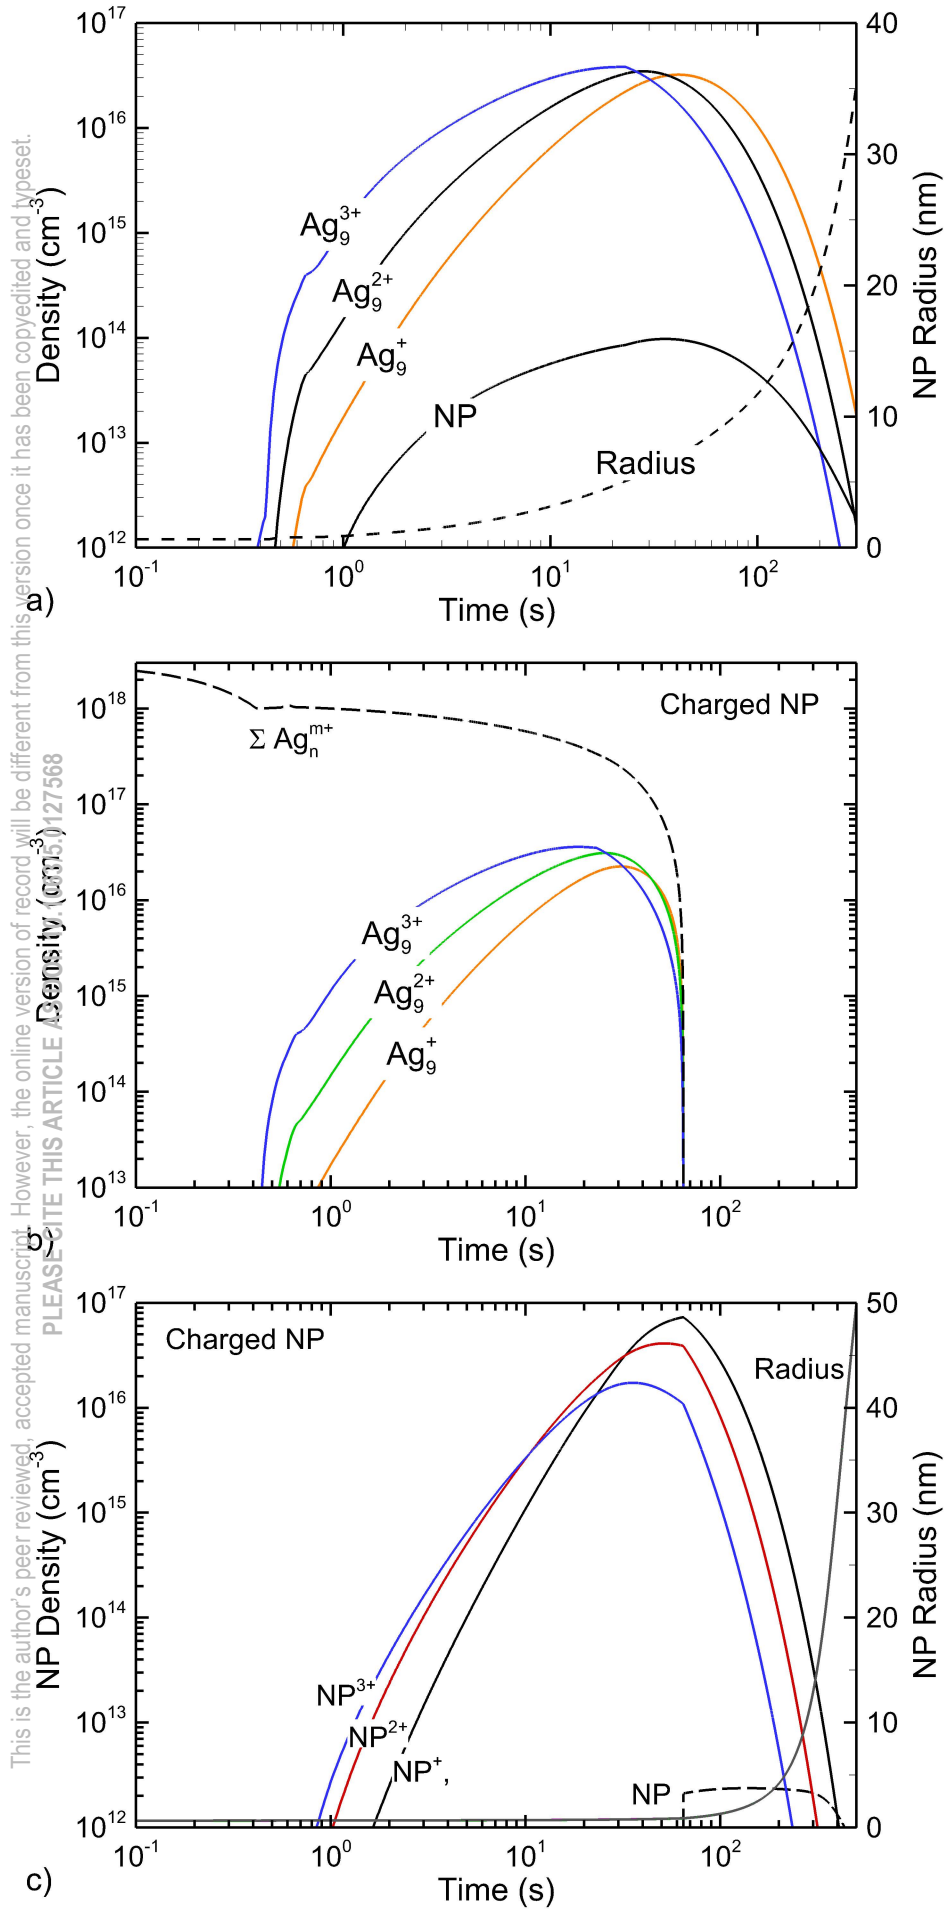 This is the author's peer reviewed, accepted manuscript. However, the online version of record will be different from this version once it has been copyedited and typeset.
PLEASE CITE THIS ARTICLE AS DOI: 10.1063/5.0127568
10^17
10^16
10^15
10^14
10^13
10^12
Density (cm^-3)
40
30
20
10
0
NP Radius (nm)
Ag_9^3+
Ag_9^2+
Ag_9^+
NP
Radius
10^-1 10^0 10^1 10^2
Time (s)
a)
Charged NP
10^18
10^17
10^16
10^15
10^14
10^13
Density (cm^-3)
Σ Ag_n^m+
Ag_9^3+
Ag_9^2+
Ag_9^+
10^-1 10^0 10^1 10^2
Time (s)
b)
Charged NP
10^17
10^16
10^15
10^14
10^13
10^12
NP Density (cm^-3)
50
40
30
20
10
0
NP Radius (nm)
Radius
NP^3+
NP^2+
NP^+,
NP
10^-1 10^0 10^1 10^2
Time (s)
c)